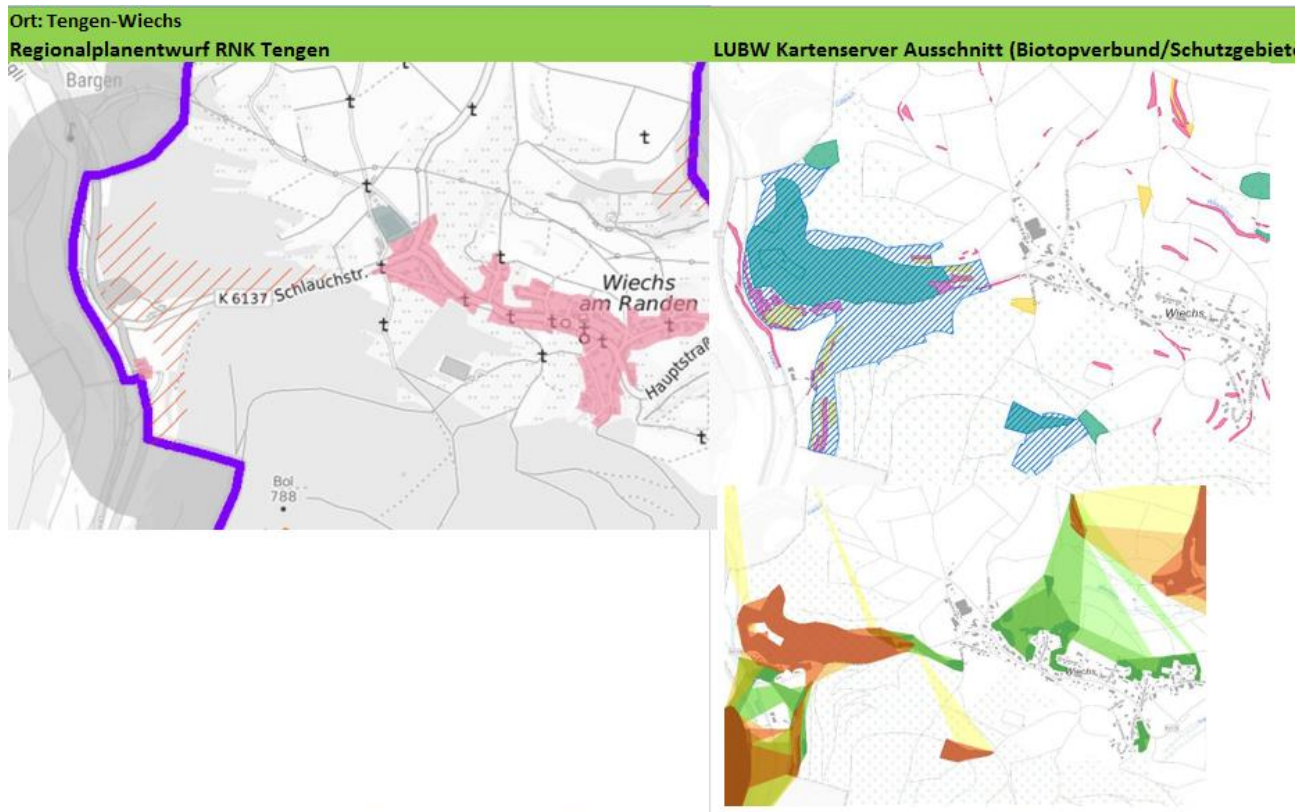 Ort: Tengen-Wiechs
Regionalplanentwurf RNK Tengen
LUBW Kartenserver Ausschnitt (Biotopverbund/Schutzgebiete
Bargen
K 6137 Schlauchstr.
Wiechs
am Randen
Hauptstraß
Bol
788
Wiechs
Wiechs